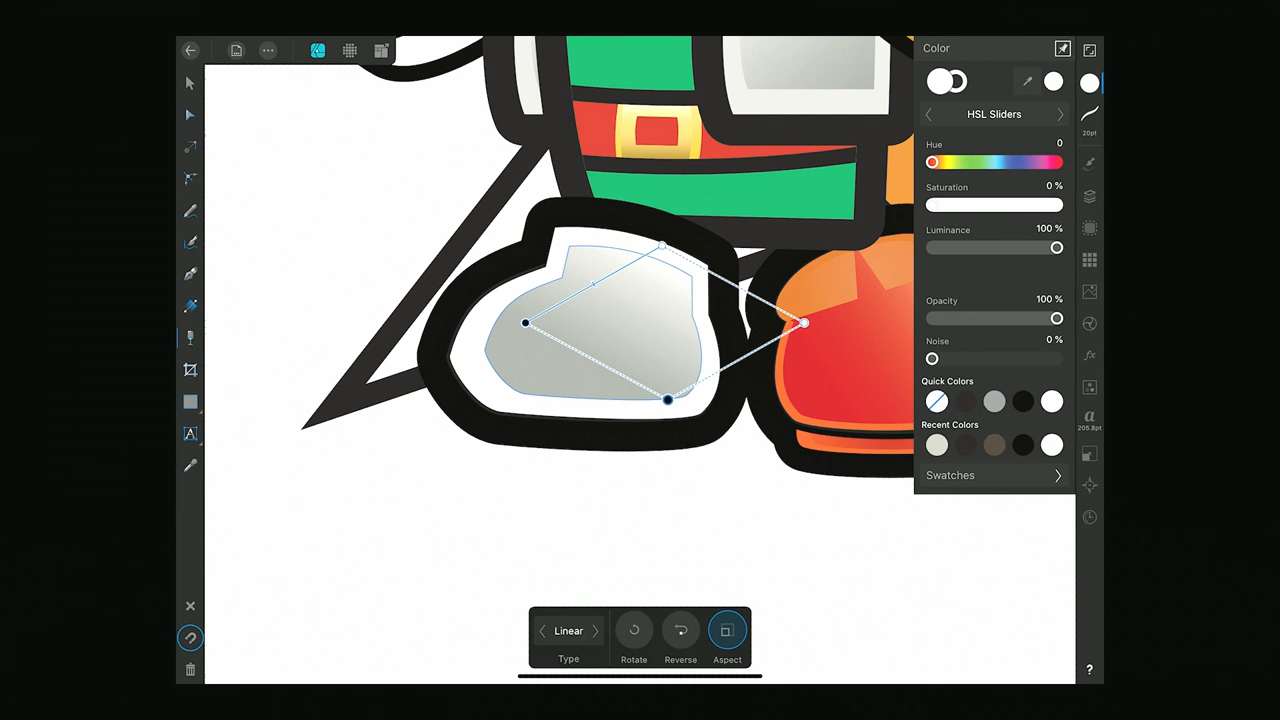 Color
HSL Sliders
20pt
Hue 0
Saturation 0 %
Luminance 100 %
Opacity 100 %
Noise 0 %
Quick Colors
a
205.8pt
Recent Colors
Swatches
A
Linear
Type Rotate Reverse Aspect
?